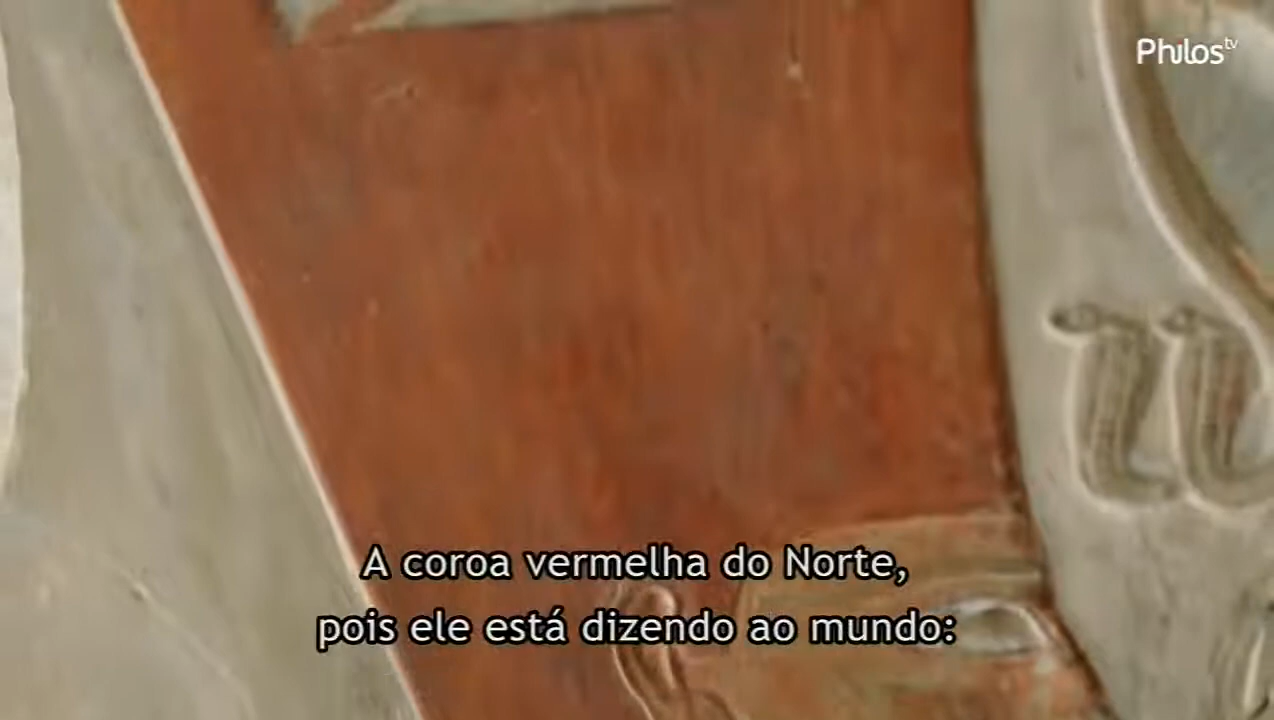 Philos tv
A coroa vermelha do Norte,
pois ele está dizendo ao mundo: